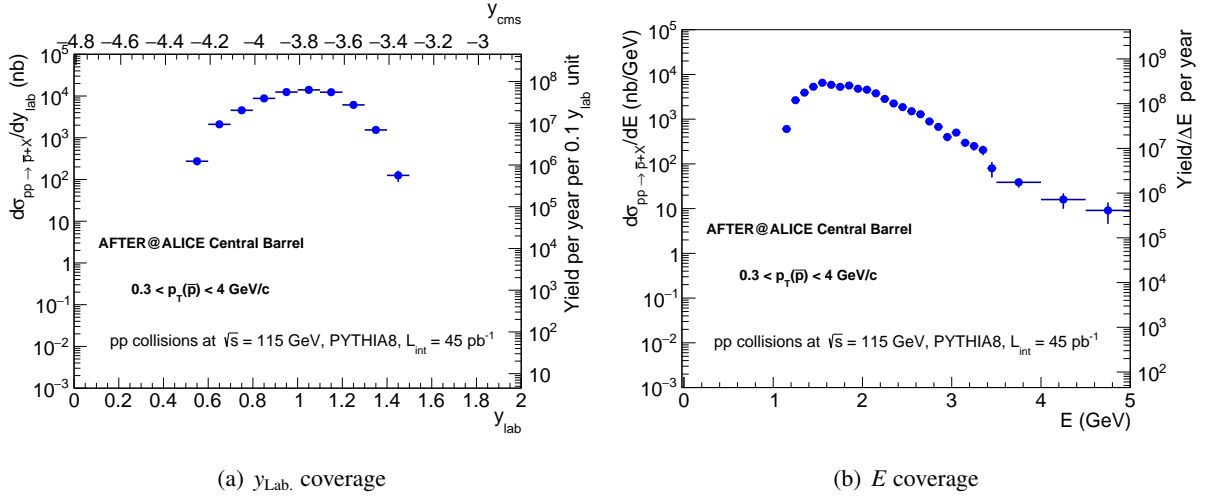 y_cms
−4.8 −4.6 −4.4 −4.2 −4 −3.8 −3.6 −3.4 −3.2 −3
dσ_pp → p̅+X/dy_lab (nb)
10^5
10^4
10^3
10^2
10
1
10^−1
10^−2
10^−3
10^8
10^7
10^6
10^5
10^4
10^3
10^2
10
Yield per year per 0.1 y_lab unit
AFTER@ALICE Central Barrel
0.3 < p_T(p̅) < 4 GeV/c
pp collisions at √s = 115 GeV, PYTHIA8, L_int = 45 pb^-1
0 0.2 0.4 0.6 0.8 1 1.2 1.4 1.6 1.8 2
y_lab
(a) y_Lab. coverage
dσ_pp → p̅+X/dE (nb/GeV)
10^5
10^4
10^3
10^2
10
1
10^−1
10^−2
10^−3
10^9
10^8
10^7
10^6
10^5
10^4
10^3
10^2
Yield/ΔE per year
AFTER@ALICE Central Barrel
0.3 < p_T(p̅) < 4 GeV/c
pp collisions at √s = 115 GeV, PYTHIA8, L_int = 45 pb^-1
0 1 2 3 4 5
E (GeV)
(b) E coverage